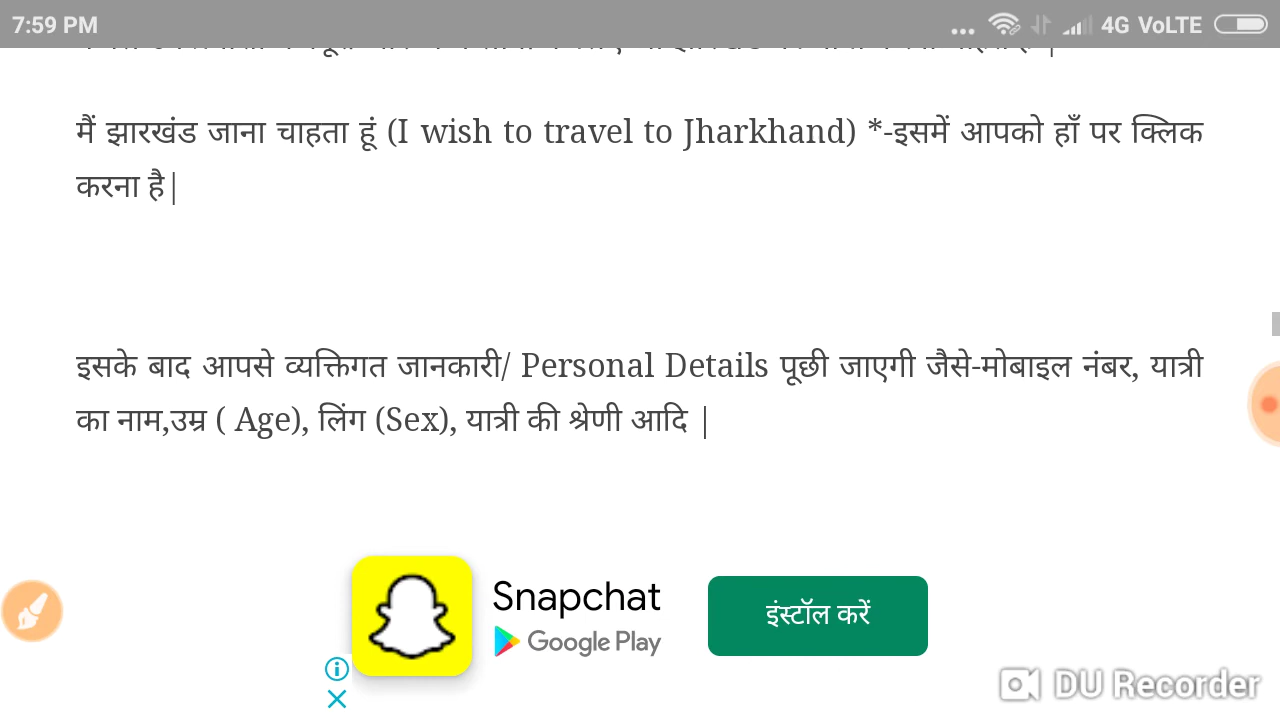 7:59 PM
... 4G VoLTE
मैं झारखंड जाना चाहता हूं (I wish to travel to Jharkhand) *-इसमें आपको हाँ पर क्लिक
करना है|
इसके बाद आपसे व्यक्तिगत जानकारी/ Personal Details पूछी जाएगी जैसे-मोबाइल नंबर, यात्री
का नाम,उम्र ( Age), लिंग (Sex), यात्री की श्रेणी आदि |
Snapchat
Google Play
इंस्टॉल करें
DU Recorder